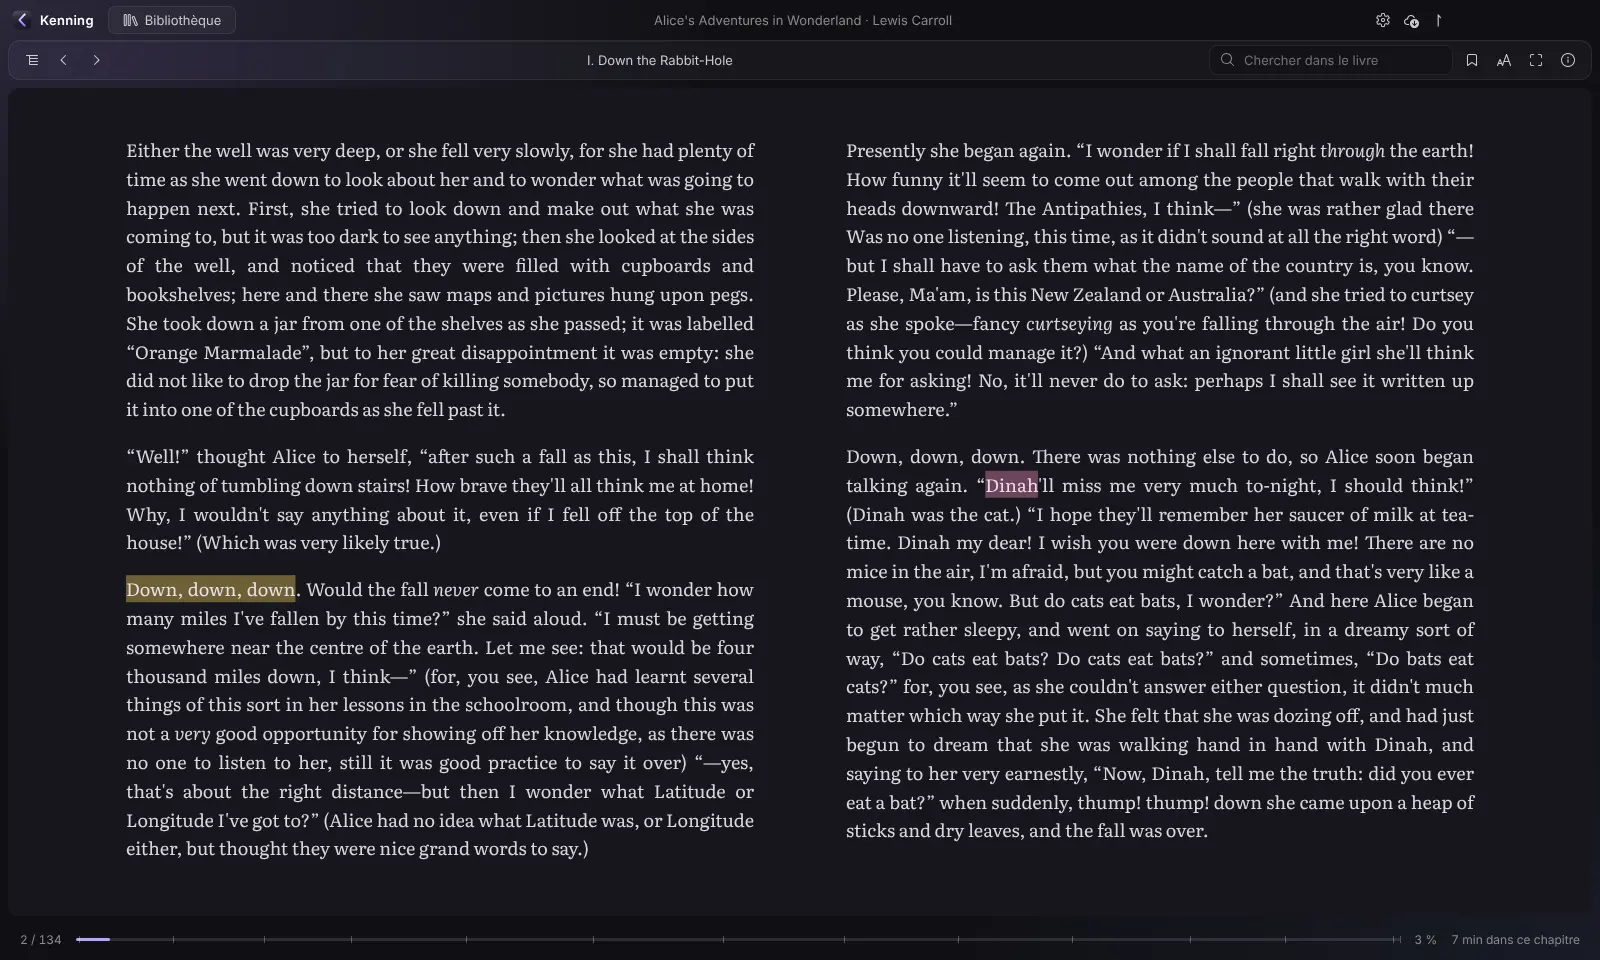 Kenning
Bibliothèque
Alice's Adventures in Wonderland · Lewis Carroll
I. Down the Rabbit-Hole
Chercher dans le livre
AA
Either the well was very deep, or she fell very slowly, for she had plenty of
time as she went down to look about her and to wonder what was going to
happen next. First, she tried to look down and make out what she was
coming to, but it was too dark to see anything; then she looked at the sides
of the well, and noticed that they were filled with cupboards and
bookshelves; here and there she saw maps and pictures hung upon pegs.
She took down a jar from one of the shelves as she passed; it was labelled
“Orange Marmalade”, but to her great disappointment it was empty: she
did not like to drop the jar for fear of killing somebody, so managed to put
it into one of the cupboards as she fell past it.
“Well!” thought Alice to herself, “after such a fall as this, I shall think
nothing of tumbling down stairs! How brave they'll all think me at home!
Why, I wouldn't say anything about it, even if I fell off the top of the
house!” (Which was very likely true.)
Down, down, down. Would the fall never come to an end! “I wonder how
many miles I've fallen by this time?” she said aloud. “I must be getting
somewhere near the centre of the earth. Let me see: that would be four
thousand miles down, I think—” (for, you see, Alice had learnt several
things of this sort in her lessons in the schoolroom, and though this was
not a very good opportunity for showing off her knowledge, as there was
no one to listen to her, still it was good practice to say it over) “—yes,
that's about the right distance—but then I wonder what Latitude or
Longitude I've got to?” (Alice had no idea what Latitude was, or Longitude
either, but thought they were nice grand words to say.)
Presently she began again. “I wonder if I shall fall right through the earth!
How funny it'll seem to come out among the people that walk with their
heads downward! The Antipathies, I think—” (she was rather glad there
Was no one listening, this time, as it didn't sound at all the right word) “—
but I shall have to ask them what the name of the country is, you know.
Please, Ma'am, is this New Zealand or Australia?” (and she tried to curtsey
as she spoke—fancy curtseying as you're falling through the air! Do you
think you could manage it?) “And what an ignorant little girl she'll think
me for asking! No, it'll never do to ask: perhaps I shall see it written up
somewhere.”
Down, down, down. There was nothing else to do, so Alice soon began
talking again. “Dinah'll miss me very much to-night, I should think!”
(Dinah was the cat.) “I hope they'll remember her saucer of milk at tea-
time. Dinah my dear! I wish you were down here with me! There are no
mice in the air, I'm afraid, but you might catch a bat, and that's very like a
mouse, you know. But do cats eat bats, I wonder?” And here Alice began
to get rather sleepy, and went on saying to herself, in a dreamy sort of
way, “Do cats eat bats? Do cats eat bats?” and sometimes, “Do bats eat
cats?” for, you see, as she couldn't answer either question, it didn't much
matter which way she put it. She felt that she was dozing off, and had just
begun to dream that she was walking hand in hand with Dinah, and
saying to her very earnestly, “Now, Dinah, tell me the truth: did you ever
eat a bat?” when suddenly, thump! thump! down she came upon a heap of
sticks and dry leaves, and the fall was over.
2 / 134
3 %
7 min dans ce chapitre